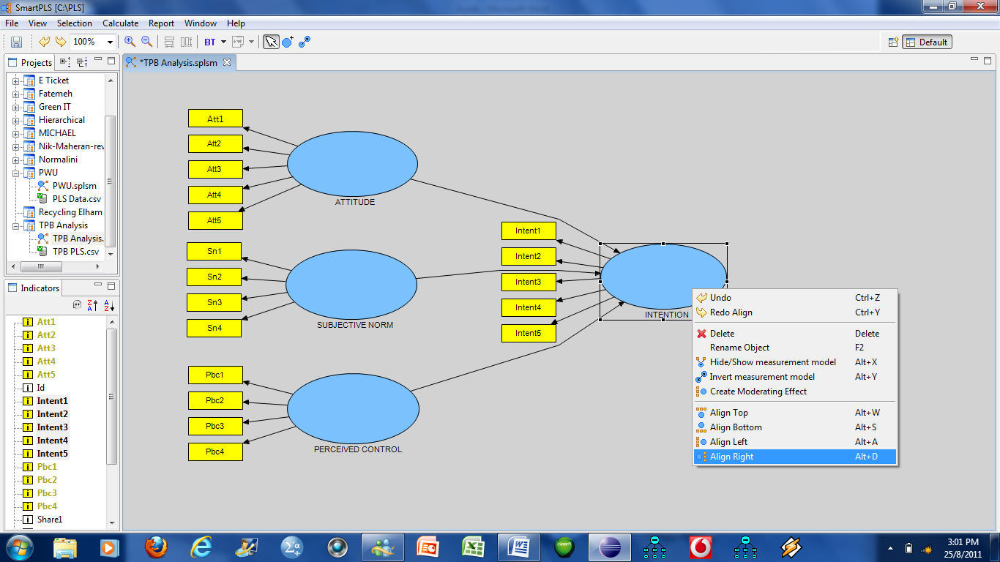 SmartPLS [C:\PLS]
File View Selection Calculate Report Window Help
100% BT Default
Projects
E Ticket
Fatemeh
Green IT
Hierarchical
MICHAEL
Nik-Maheran-rev
Normalini
PWU
PWU.splsm
PLS Data.csv
Recycling Elham
TPB Analysis
TPB Analysis.
TPB PLS.csv
Indicators
Att1
Att2
Att3
Att4
Att5
Id
Intent1
Intent2
Intent3
Intent4
Intent5
Pbc1
Pbc2
Pbc3
Pbc4
Share1
*TPB Analysis.splsm
Att1
Att2
Att3
Att4
Att5
ATTITUDE
Sn1
Sn2
Sn3
Sn4
SUBJECTIVE NORM
Pbc1
Pbc2
Pbc3
Pbc4
PERCEIVED CONTROL
Intent1
Intent2
Intent3
Intent4
Intent5
INTENTION
Undo Ctrl+Z
Redo Align Ctrl+Y
Delete Delete
Rename Object F2
Hide/Show measurement model Alt+X
Invert measurement model Alt+Y
Create Moderating Effect
Align Top Alt+W
Align Bottom Alt+S
Align Left Alt+A
Align Right Alt+D
3:01 PM
25/8/2011